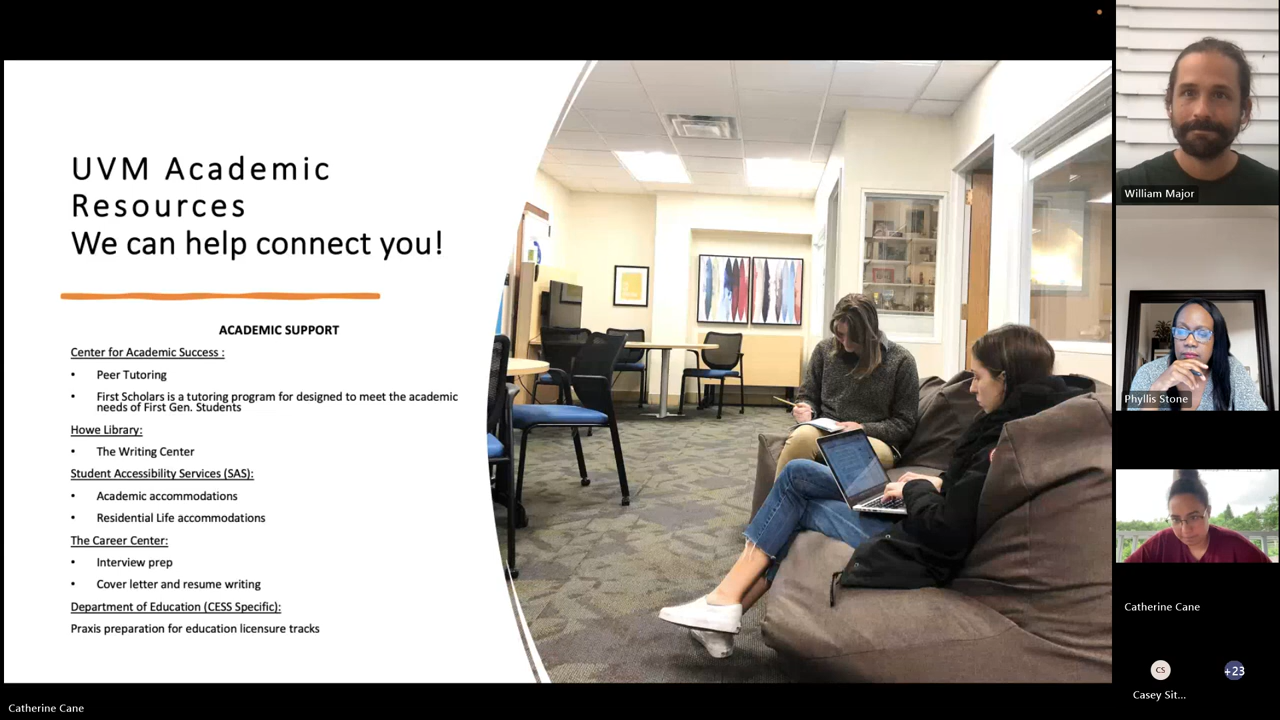 UVM Academic
Resources
We can help connect you!
ACADEMIC SUPPORT
Center for Academic Success :
• Peer Tutoring
• First Scholars is a tutoring program for designed to meet the academic
needs of First Gen. Students
Howe Library:
• The Writing Center
Student Accessibility Services (SAS):
• Academic accommodations
• Residential Life accommodations
The Career Center:
• Interview prep
• Cover letter and resume writing
Department of Education (CESS Specific):
Praxis preparation for education licensure tracks
William Major
Phyllis Stone
Catherine Cane
CS
+23
Casey Sit...
Catherine Cane